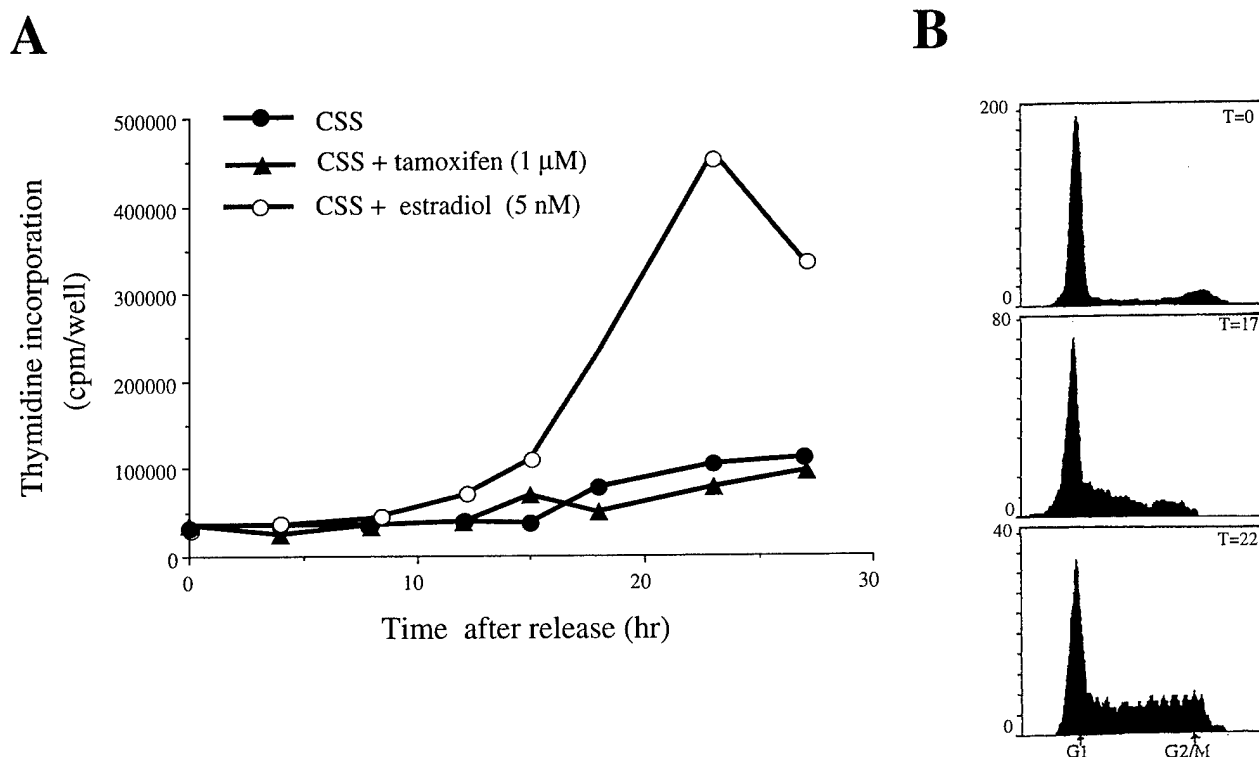 A
B
500000
400000
300000
200000
100000
0
CSS
CSS + tamoxifen (1 µM)
CSS + estradiol (5 nM)
Thymidine incorporation
(cpm/well)
0
10
20
30
Time after release (hr)
200
0
T=0
80
0
T=17
40
0
T=22
G1
G2/M